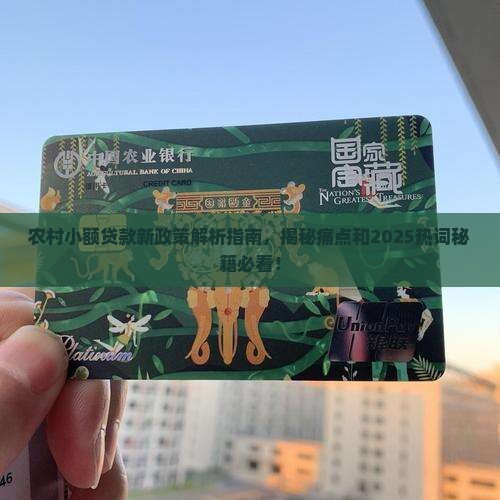 中国农业银行
AGRICULTURAL BANK OF CHINA
CREDIT CARD
国家宝藏
NATION'S
GREATEST TREASURES
农村小额贷款新政策解析指南，揭秘痛点和2025热词秘
籍必看！
UnionPay
银联
Platinum
46